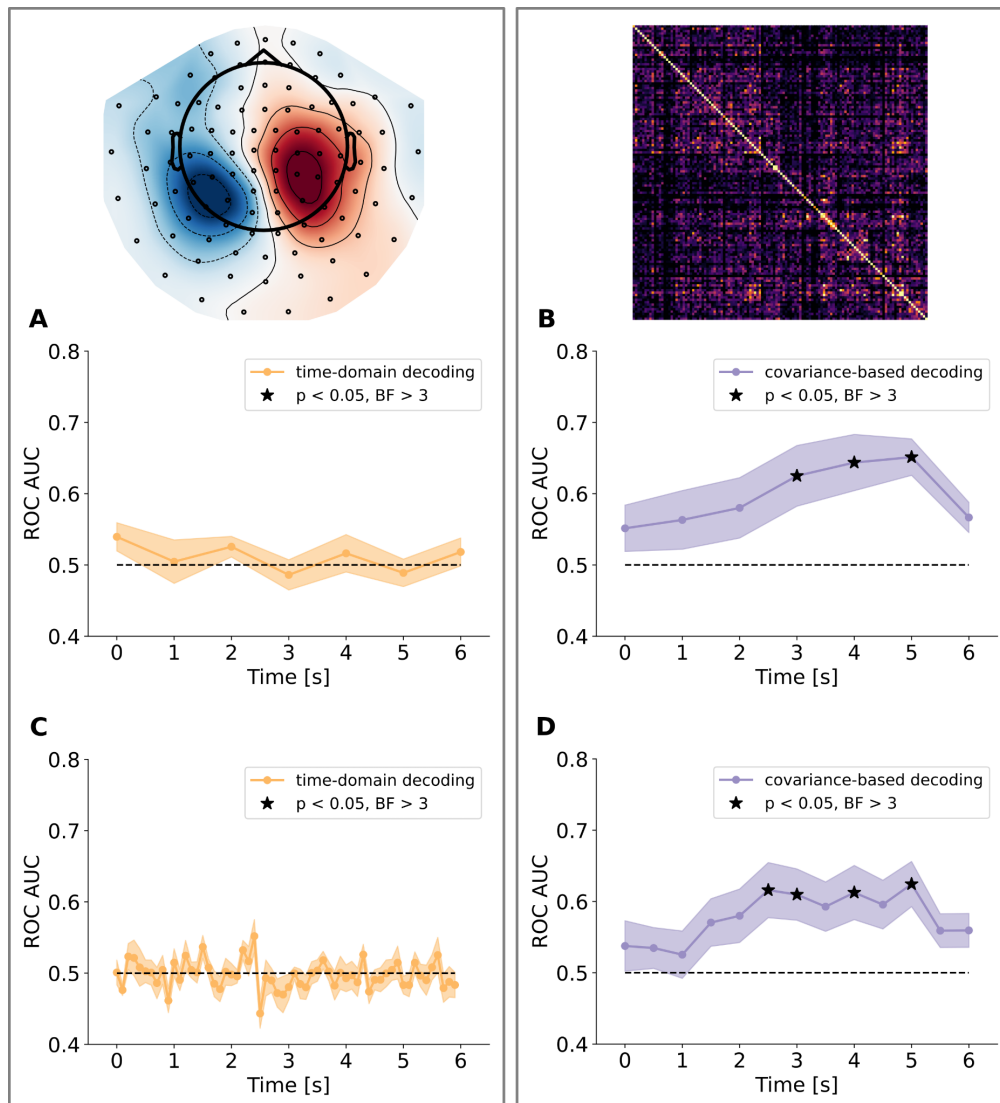 A
0.8
0.7
0.6
0.5
0.4
ROC AUC
time-domain decoding
p < 0.05, BF > 3
0 1 2 3 4 5 6
Time [s]
B
0.8
0.7
0.6
0.5
0.4
ROC AUC
covariance-based decoding
p < 0.05, BF > 3
0 1 2 3 4 5 6
Time [s]
C
0.8
0.7
0.6
0.5
0.4
ROC AUC
time-domain decoding
p < 0.05, BF > 3
0 1 2 3 4 5 6
Time [s]
D
0.8
0.7
0.6
0.5
0.4
ROC AUC
covariance-based decoding
p < 0.05, BF > 3
0 1 2 3 4 5 6
Time [s]